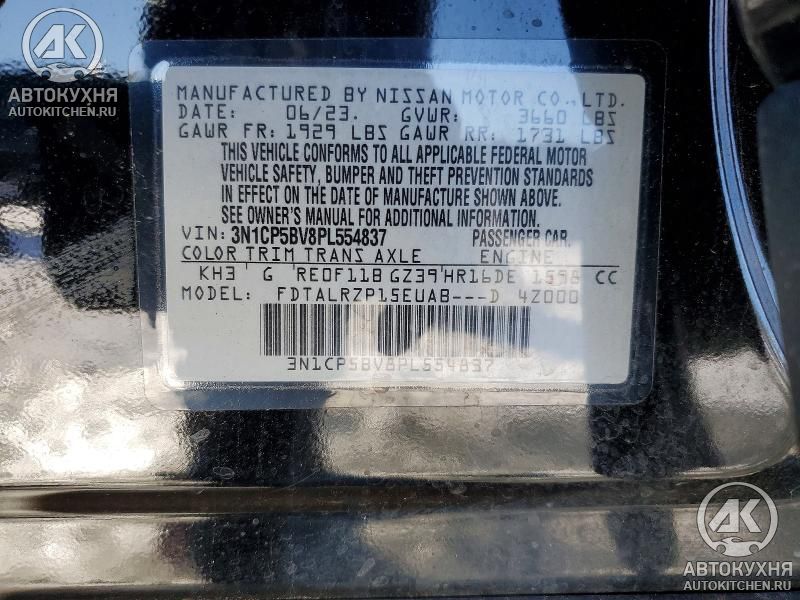 AK
АВТОКУХНЯ
AUTOKITCHEN.RU
MANUFACTURED BY NISSAN MOTOR CO.,LTD.
DATE: 06/23. GVWR: 3660 LBS
GAWR FR: 1929 LBS GAWR RR: 1731 LBS
THIS VEHICLE CONFORMS TO ALL APPLICABLE FEDERAL MOTOR
VEHICLE SAFETY, BUMPER AND THEFT PREVENTION STANDARDS
IN EFFECT ON THE DATE OF MANUFACTURE SHOWN ABOVE.
SEE OWNER'S MANUAL FOR ADDITIONAL INFORMATION.
VIN: 3N1CP5BV8PL554837 PASSENGER CAR.
COLOR TRIM TRANS AXLE ENGINE
KH3 G RE0F11B GZ39 HR16DE 1598 CC
MODEL: FDTALRZP15EUAB---D 4Z000
3N1CP5BV8PL554837
AK
АВТОКУХНЯ
AUTOKITCHEN.RU